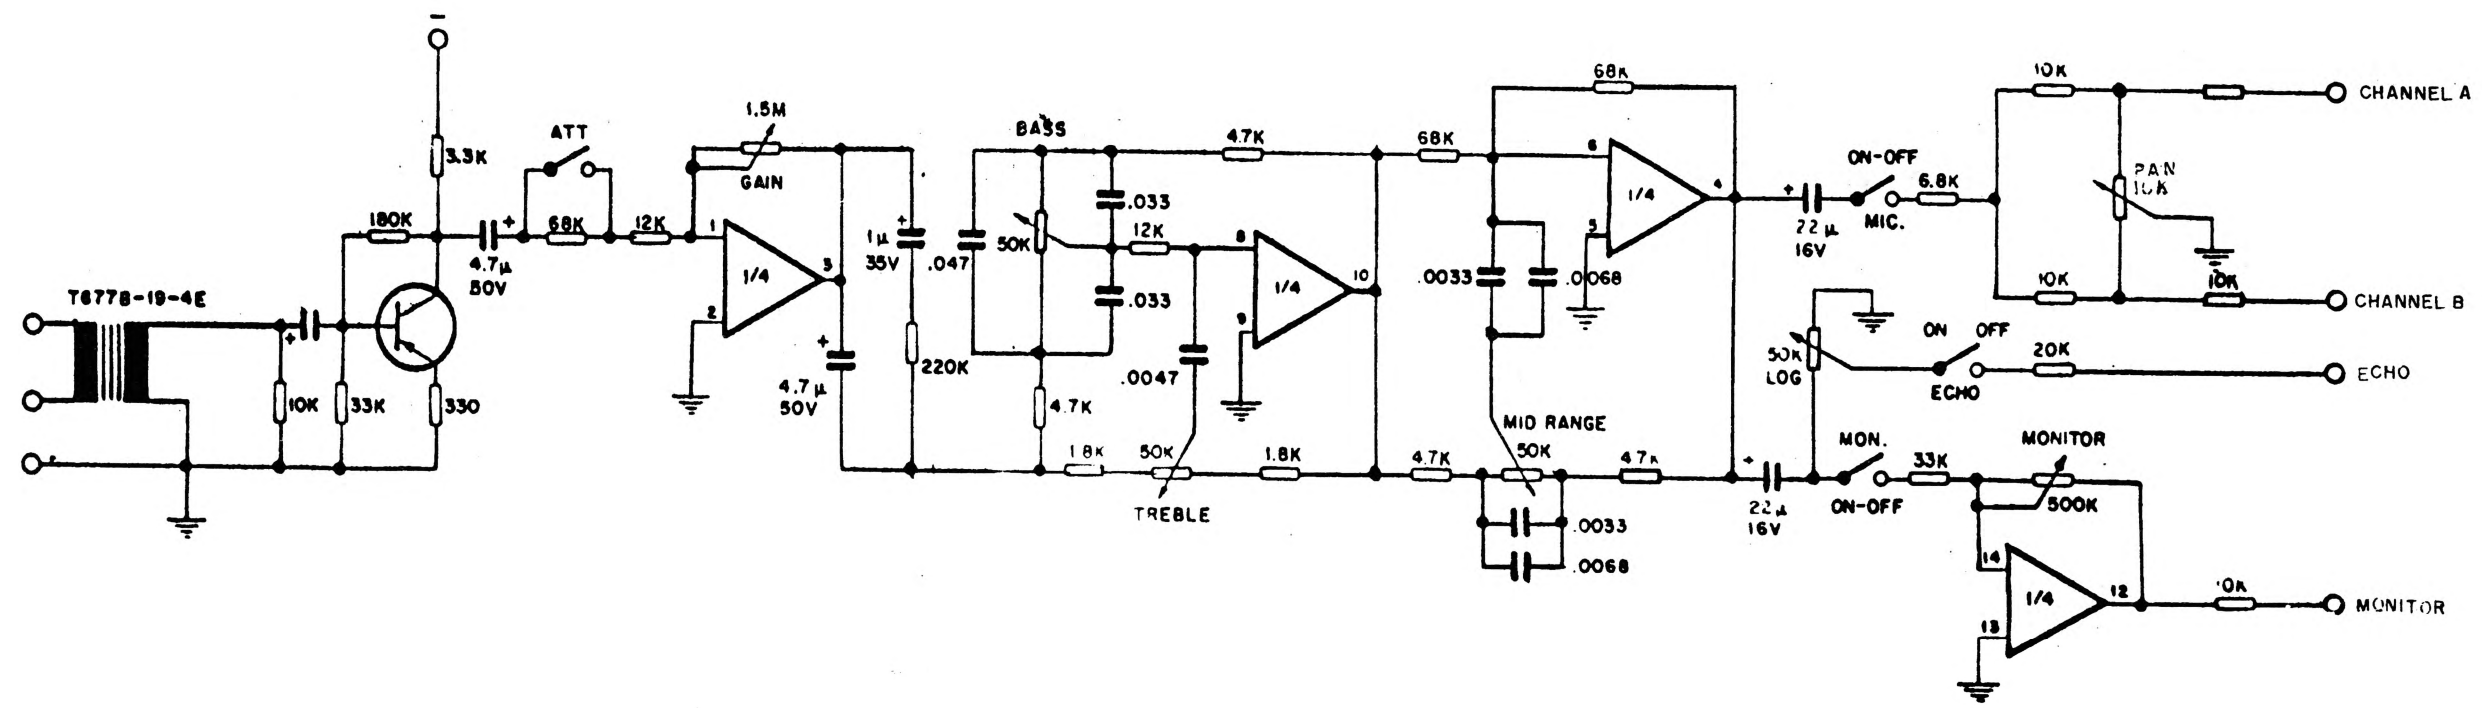 −
3.3K
180K
4.7µ
50V
+
T677B-19-4E
+
10K
33K
330
ATT
68K
12K
1.5M
GAIN
1
2
3
1/4
+
4.7µ
50V
+
1µ
35V
220K
BASS
50K
.047
.033
.033
4.7K
4.7K
12K
.0047
8
9
10
1/4
1.8K
50K
1.8K
TREBLE
68K
68K
6
5
4
1/4
.0033
.0068
MID RANGE
4.7K
50K
4.7K
.0033
.0068
+
22µ
16V
ON-OFF
MIC.
6.8K
10K
CHANNEL A
PAN
10K
10K
10K
CHANNEL B
50K
LOG
ON OFF
ECHO
20K
ECHO
+
22µ
16V
MON.
ON-OFF
33K
MONITOR
500K
14
13
12
1/4
10K
MONITOR